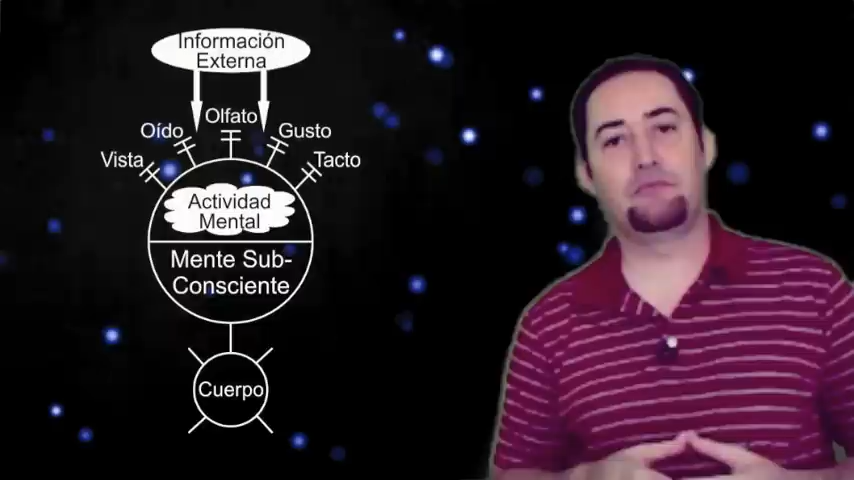 Información
Externa
Olfato
Oído
Gusto
Vista
Tacto
Actividad
Mental
Mente Sub-
Consciente
Cuerpo